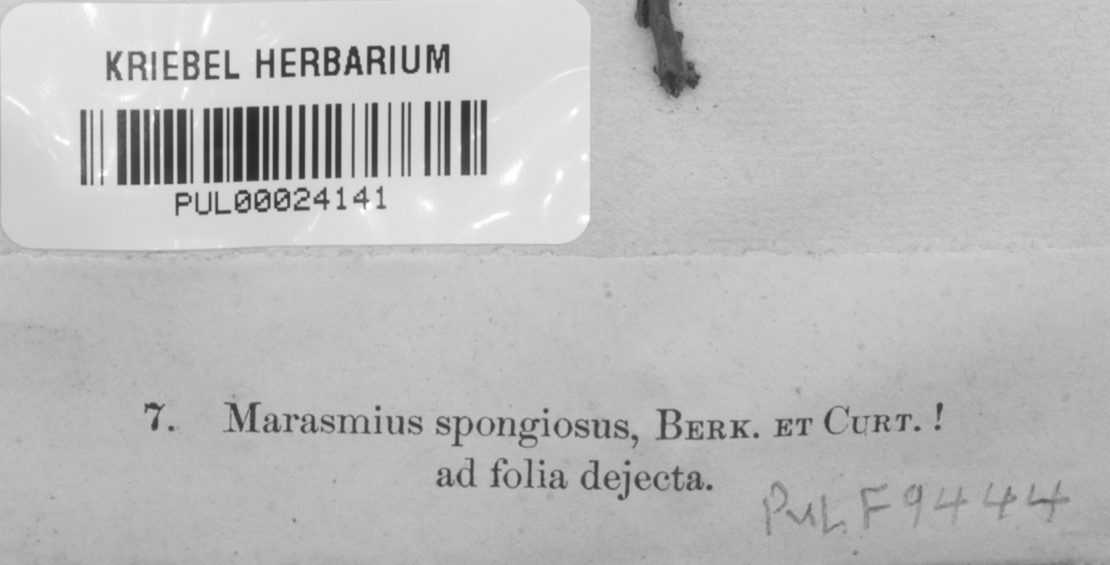 KRIEBEL HERBARIUM
PUL00024141
7. Marasmius spongiosus, BERK. ET CURT. !
ad folia dejecta.
PUL F9444